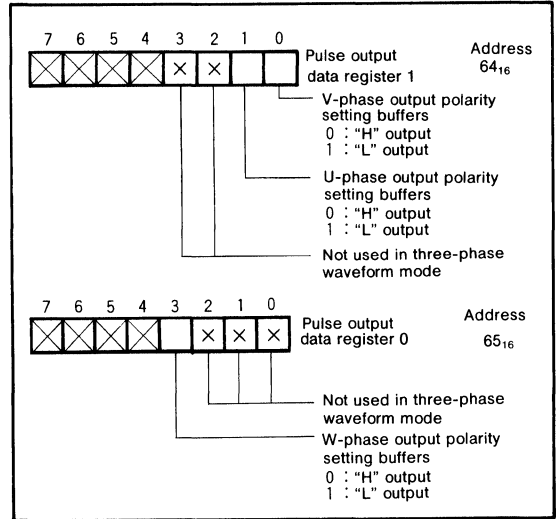 7 6 5 4 3 2 1 0
× ×
Pulse output
data register 1
Address
64₁₆
V-phase output polarity
setting buffers
0 : “H” output
1 : “L” output
U-phase output polarity
setting buffers
0 : “H” output
1 : “L” output
Not used in three-phase
waveform mode
7 6 5 4 3 2 1 0
× × ×
Pulse output
data register 0
Address
65₁₆
Not used in three-phase
waveform mode
W-phase output polarity
setting buffers
0 : “H” output
1 : “L” output